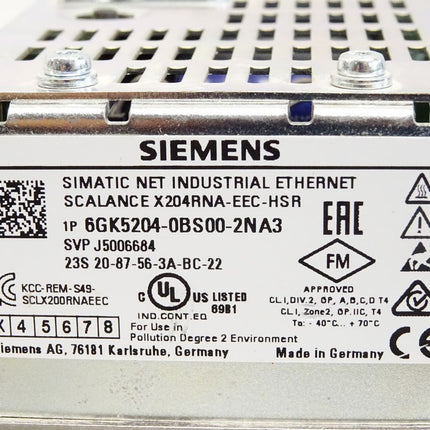 SIEMENS
SIMATIC NET INDUSTRIAL ETHERNET
SCALANCE X204RNA-EEC-HSR
1P 6GK5204-0BS00-2NA3
SVP J5006684
23S 20-87-56-3A-BC-22
EAC
FM
APPROVED
CL.I,DIV.2, GP. A,B,C,D T4
CL.I, Zone2, GP.IIC, T4
Ta: - 40°C... + 70°C
KCC-REM-S49-
SCLX200RNAEEC
C UL US LISTED
69B1
IND.CONT.EQ
For Use in
Pollution Degree 2 Environment
X 4 5 6 7 8
Siemens AG, 76181 Karlsruhe, Germany
Made in Germany
CE